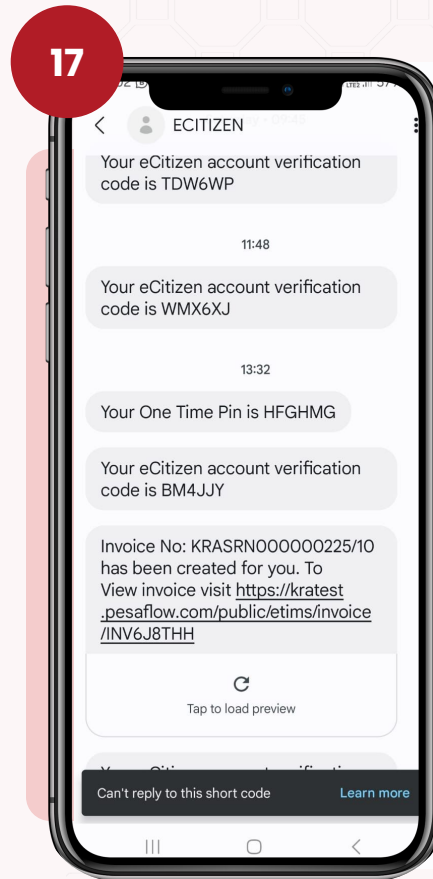 17
ECITIZEN
Your eCitizen account verification
code is TDW6WP
11:48
Your eCitizen account verification
code is WMX6XJ
13:32
Your One Time Pin is HFGHMG
Your eCitizen account verification
code is BM4JJY
Invoice No: KRASRN000000225/10
has been created for you. To
View invoice visit https://kratest
.pesaflow.com/public/etims/invoice
/INV6J8THH
Tap to load preview
Can't reply to this short code
Learn more